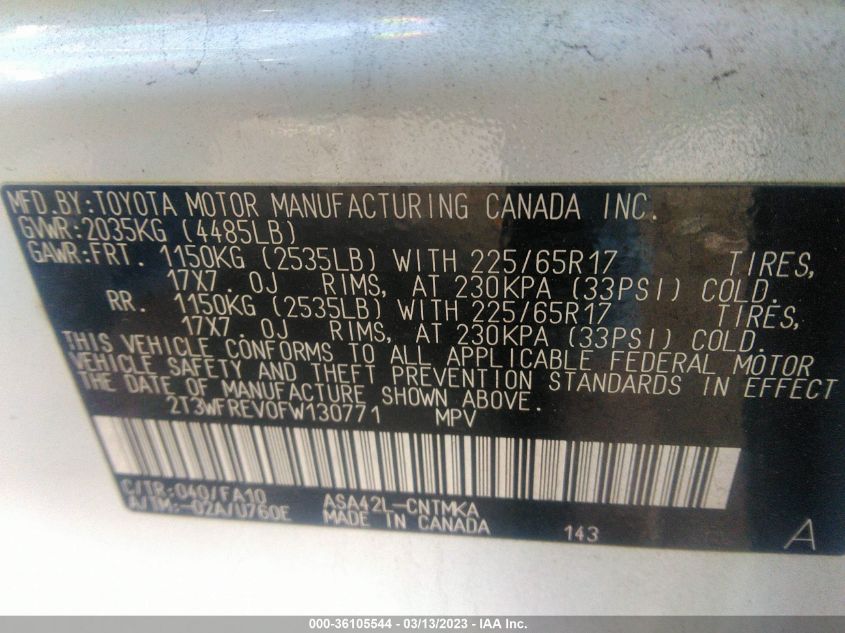 MFD.BY:TOYOTA MOTOR MANUFACTURING CANADA INC.
GVWR:2035KG (4485LB)
GAWR:FRT. 1150KG (2535LB) WITH 225/65R17 TIRES,
17X7.0J RIMS, AT 230KPA (33PSI) COLD.
RR. 1150KG (2535LB) WITH 225/65R17 TIRES,
17X7.0J RIMS, AT 230KPA (33PSI) COLD.
THIS VEHICLE CONFORMS TO ALL APPLICABLE FEDERAL MOTOR
VEHICLE SAFETY AND THEFT PREVENTION STANDARDS IN EFFECT
THE DATE OF MANUFACTURE SHOWN ABOVE.
2T3WFREV0FW130771 MPV
C/TR:040/FA10 ASA42L-CNTMKA
A/TM:-02A/U760E MADE IN CANADA 143 A
000-36105544 - 03/13/2023 - IAA Inc.